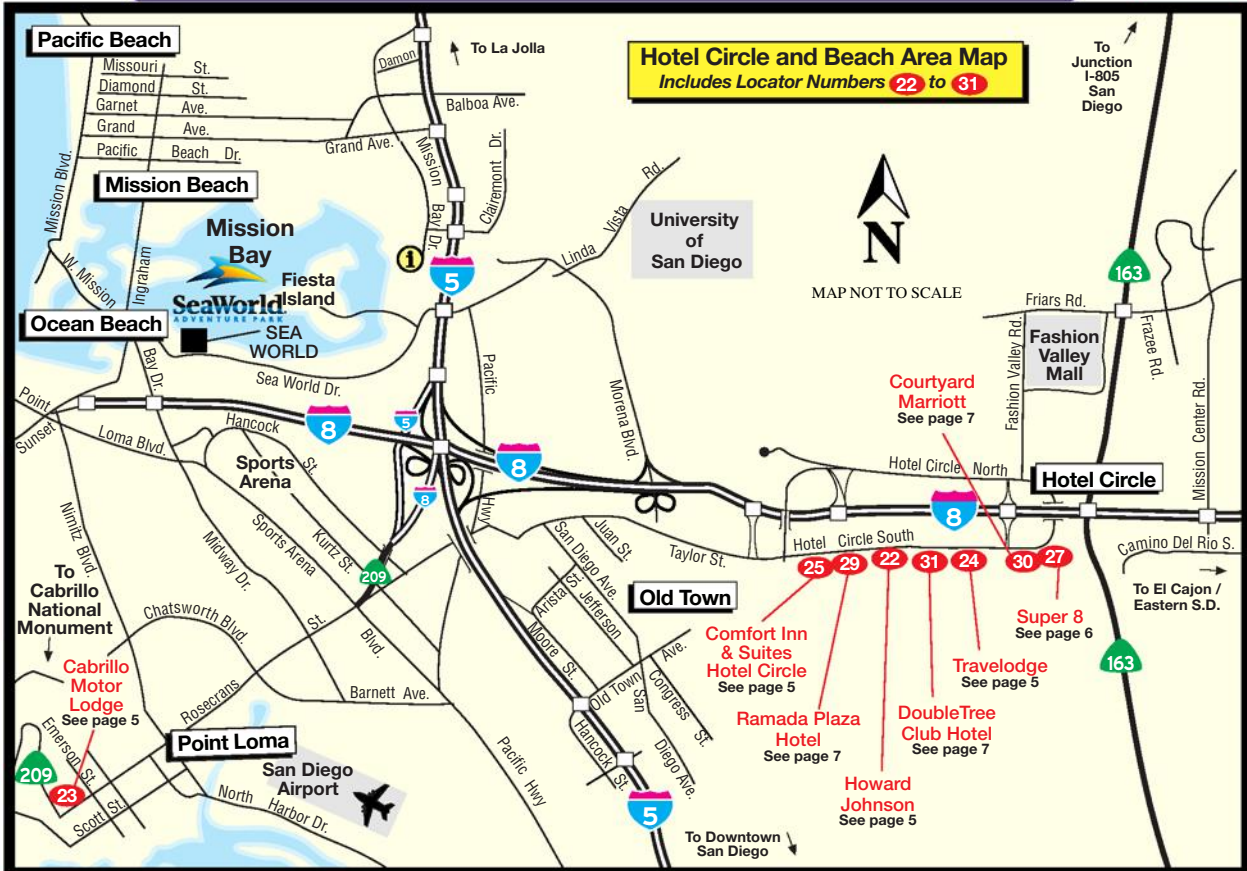 Pacific Beach
Missouri St.
Diamond St.
Garnet Ave.
Grand Ave.
Pacific Beach Dr.
Mission Blvd.
Mission Beach
Mission
Bay
SeaWorld
ADVENTURE PARK
Fiesta
Island
W. Mission
Ingraham
Ocean Beach
SEA
WORLD
Bay Dr.
Sea World Dr.
Damon
To La Jolla
Balboa Ave.
Grand Ave.
Mission
Bay Dr.
Clairemont Dr.
i
5
Hotel Circle and Beach Area Map
Includes Locator Numbers 22 to 31
To
Junction
I-805
San
Diego
Linda Vista Rd.
University
of
San Diego
N
MAP NOT TO SCALE
163
Friars Rd.
Fashion
Valley
Mall
Fashion Valley Rd.
Frazee Rd.
Mission Center Rd.
Courtyard
Marriott
See page 7
Point
Loma Blvd.
Sunset
Hancock St.
8
5
8
8
Pacific
Hwy
Morena Blvd.
Hotel Circle North
Hotel Circle
8
Sports
Arena
Nimitz Blvd.
Midway Dr.
Sports Arena
Blvd.
Kurtz St.
209
Taylor St.
Juan St.
San Diego Ave.
Arista St.
Jefferson
Hotel Circle South
25
29
22
31
24
30
27
Camino Del Rio S.
To El Cajon /
Eastern S.D.
To
Cabrillo
National
Monument
Chatsworth Blvd.
Old Town
Comfort Inn
& Suites
Hotel Circle
See page 5
Super 8
See page 6
Travelodge
See page 5
163
Cabrillo
Motor
Lodge
See page 5
Rosecrans St.
Barnett Ave.
Moore St.
Old Town Ave.
San
Diego Ave.
Congress St.
Ramada Plaza
Hotel
See page 7
DoubleTree
Club Hotel
See page 7
Howard
Johnson
See page 5
Emerson St.
Point Loma
San Diego
Airport
Pacific Hwy
Hancock St.
209
23
Scott St.
North Harbor Dr.
5
To Downtown
San Diego